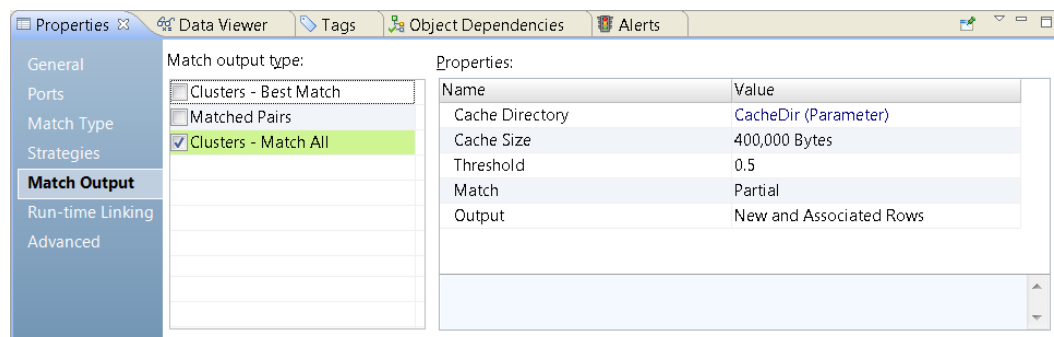 Properties Data Viewer Tags Object Dependencies Alerts
General
Ports
Match Type
Strategies
Match Output
Run-time Linking
Advanced
Match output type:
Clusters - Best Match
Matched Pairs
Clusters - Match All
Properties:
Name Value
Cache Directory CacheDir (Parameter)
Cache Size 400,000 Bytes
Threshold 0.5
Match Partial
Output New and Associated Rows